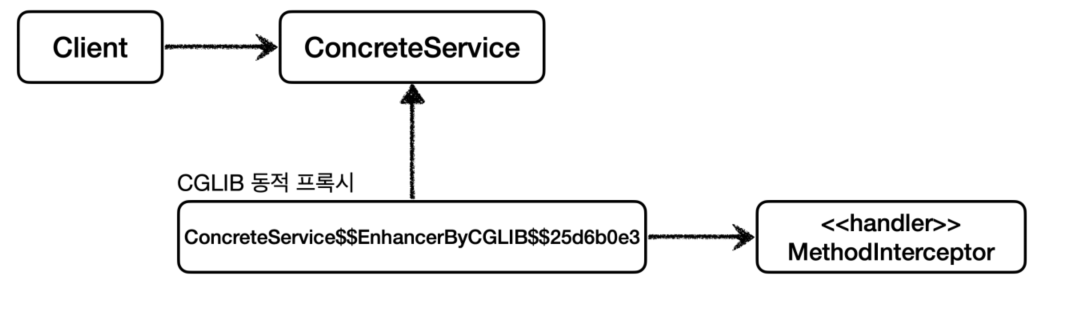 Client
ConcreteService
CGLIB 동적 프록시
ConcreteService$$EnhancerByCGLIB$$25d6b0e3
<<handler>>
MethodInterceptor